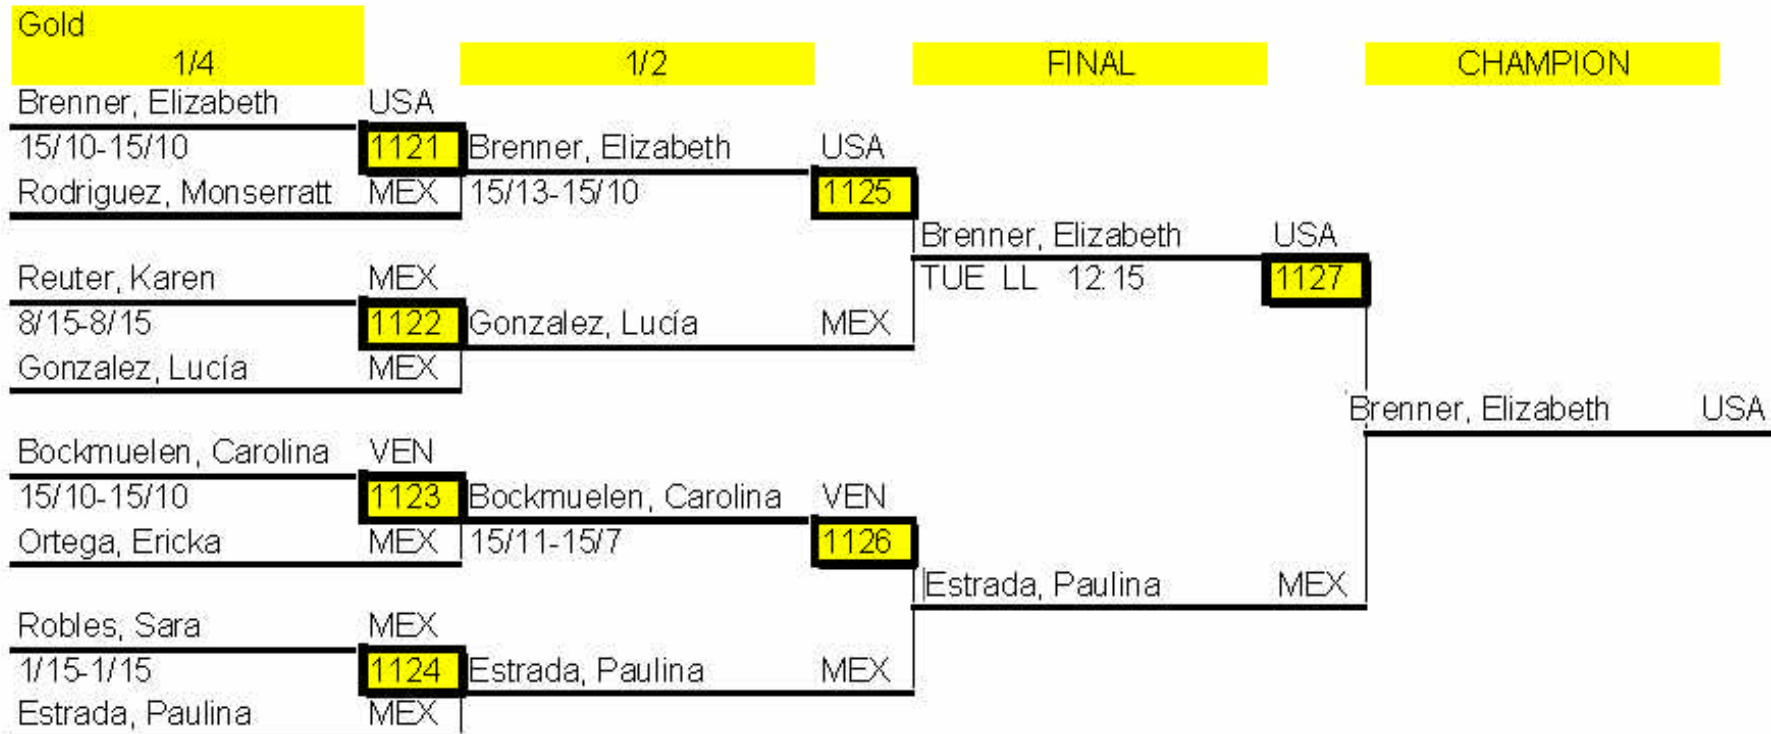 Gold
1/4 1/2 FINAL CHAMPION
Brenner, Elizabeth USA
15/10-15/10 1121 Brenner, Elizabeth USA
Rodriguez, Monserratt MEX 15/13-15/10 1125
Brenner, Elizabeth USA
Reuter, Karen MEX TUE LL 12:15 1127
8/15-8/15 1122 Gonzalez, Lucía MEX
Gonzalez, Lucía MEX
Brenner, Elizabeth USA
Bockmuelen, Carolina VEN
15/10-15/10 1123 Bockmuelen, Carolina VEN
Ortega, Ericka MEX 15/11-15/7 1126
Estrada, Paulina MEX
Robles, Sara MEX
1/15-1/15 1124 Estrada, Paulina MEX
Estrada, Paulina MEX